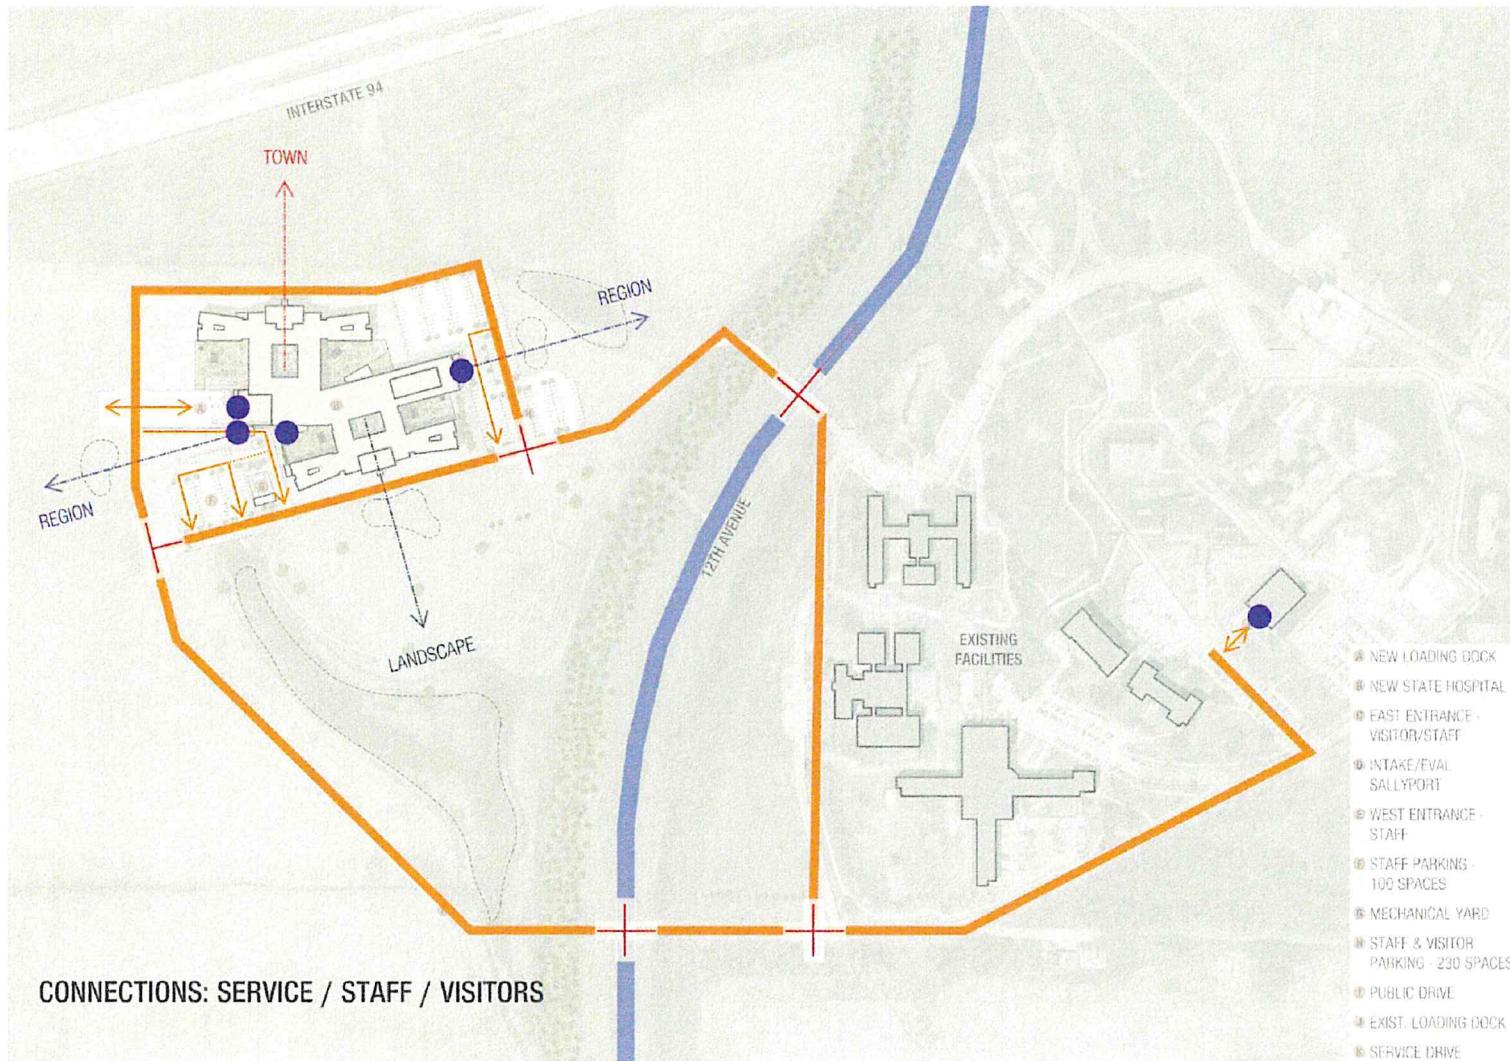 INTERSTATE 94
TOWN
REGION
REGION
12TH AVENUE
LANDSCAPE
EXISTING
FACILITIES
A NEW LOADING DOCK
B NEW STATE HOSPITAL
C EAST ENTRANCE -
VISITOR/STAFF
D INTAKE/EVAL
SALLYPORT
E WEST ENTRANCE -
STAFF
F STAFF PARKING -
100 SPACES
G MECHANICAL YARD
H STAFF & VISITOR
PARKING - 230 SPACES
I PUBLIC DRIVE
J EXIST. LOADING DOCK
K SERVICE DRIVE
CONNECTIONS: SERVICE / STAFF / VISITORS